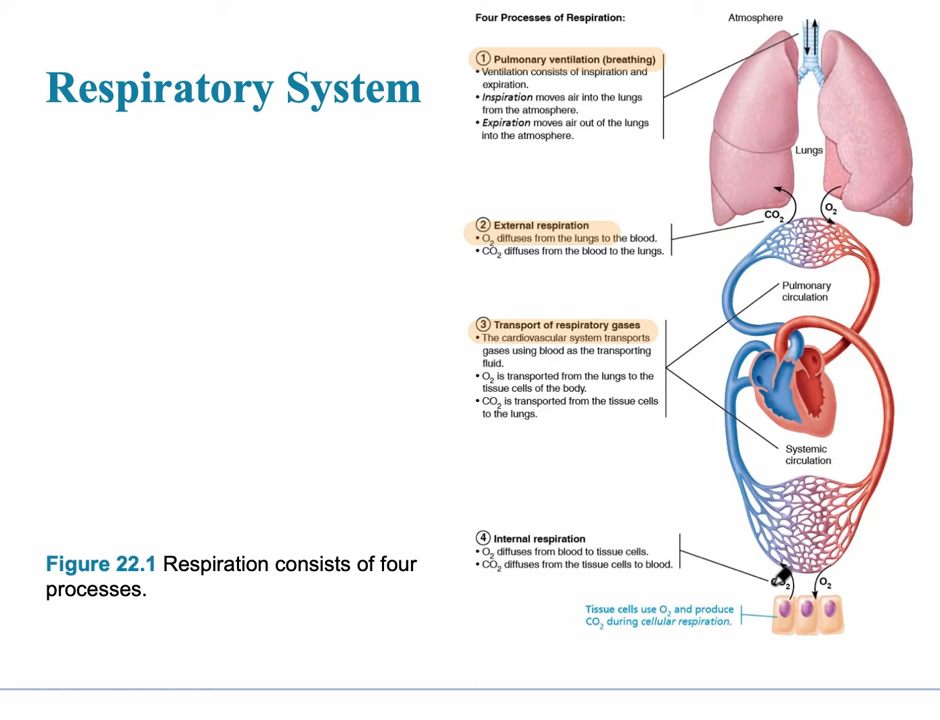 Respiratory System
Four Processes of Respiration:
① Pulmonary ventilation (breathing)
• Ventilation consists of inspiration and
expiration.
• Inspiration moves air into the lungs
from the atmosphere.
• Expiration moves air out of the lungs
into the atmosphere.
② External respiration
• O₂ diffuses from the lungs to the blood.
• CO₂ diffuses from the blood to the lungs.
③ Transport of respiratory gases
• The cardiovascular system transports
gases using blood as the transporting
fluid.
• O₂ is transported from the lungs to the
tissue cells of the body.
• CO₂ is transported from the tissue cells
to the lungs.
④ Internal respiration
• O₂ diffuses from blood to tissue cells.
• CO₂ diffuses from the tissue cells to blood.
Tissue cells use O₂ and produce
CO₂ during cellular respiration.
Atmosphere
Lungs
CO₂
O₂
Pulmonary
circulation
Systemic
circulation
O₂
Figure 22.1 Respiration consists of four
processes.